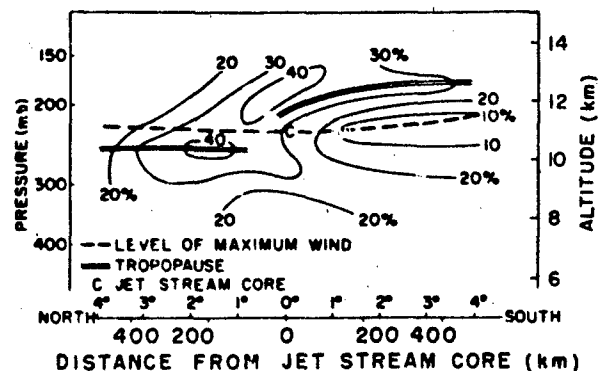 PRESSURE (mb)
150
200
300
400
20
30
40
30%
20
10%
10
20%
C
40
20%
20
20%
14
12
10
8
6
ALTITUDE (km)
LEVEL OF MAXIMUM WIND
TROPOPAUSE
C JET STREAM CORE
4° 3° 2° 1° 0° 1° 2° 3° 4°
NORTH SOUTH
400 200 0 200 400
DISTANCE FROM JET STREAM CORE (km)